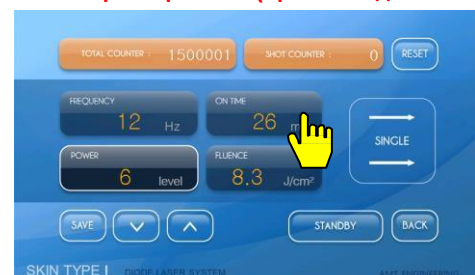 TOTAL COUNTER : 1500001 SHOT COUNTER : 0 RESET
FREQUENCY ON TIME
12 Hz 26
SINGLE
POWER FLUENCE
6 level 8.3 J/cm²
SAVE STANDBY BACK
SKIN TYPE I DIODE LASER SYSTEM